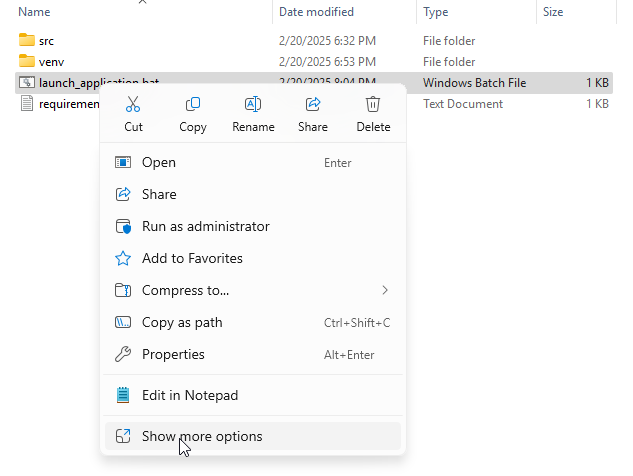 Name Date modified Type Size
src 2/20/2025 6:32 PM File folder
venv 2/20/2025 6:53 PM File folder
launch_application.bat 2/20/2025 8:04 PM Windows Batch File 1 KB
Text Document 1 KB
Cut Copy Rename Share Delete
Open Enter
Share
Run as administrator
Add to Favorites
Compress to...
Copy as path Ctrl+Shift+C
Properties Alt+Enter
Edit in Notepad
Show more options